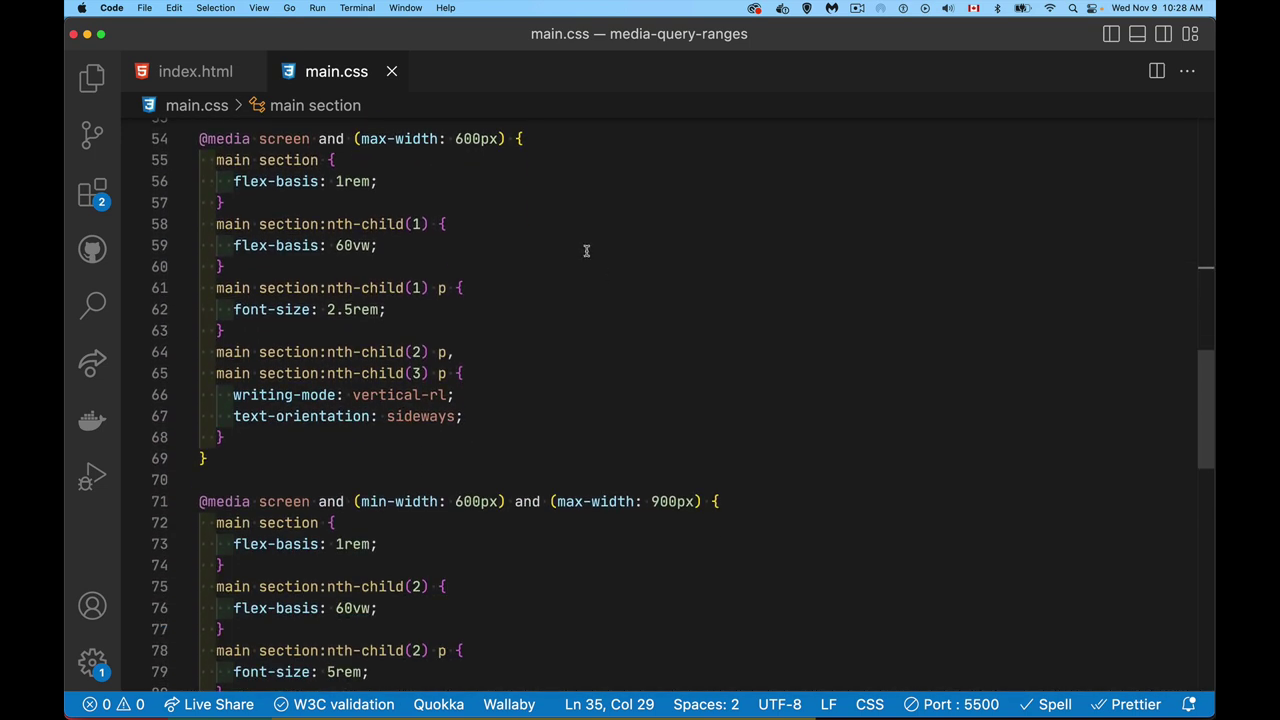 Code File Edit Selection View Go Run Terminal Window Help Wed Nov 9 10:28 AM
main.css — media-query-ranges
index.html main.css
main.css > main section
54 @media screen and (max-width: 600px) {
55 main section {
56 flex-basis: 1rem;
57 }
58 main section:nth-child(1) {
59 flex-basis: 60vw;
60 }
61 main section:nth-child(1) p {
62 font-size: 2.5rem;
63 }
64 main section:nth-child(2) p,
65 main section:nth-child(3) p {
66 writing-mode: vertical-rl;
67 text-orientation: sideways;
68 }
69 }
70
71 @media screen and (min-width: 600px) and (max-width: 900px) {
72 main section {
73 flex-basis: 1rem;
74 }
75 main section:nth-child(2) {
76 flex-basis: 60vw;
77 }
78 main section:nth-child(2) p {
79 font-size: 5rem;
2
1
0 0 Live Share W3C validation Quokka Wallaby Ln 35, Col 29 Spaces: 2 UTF-8 LF CSS Port : 5500 Spell Prettier